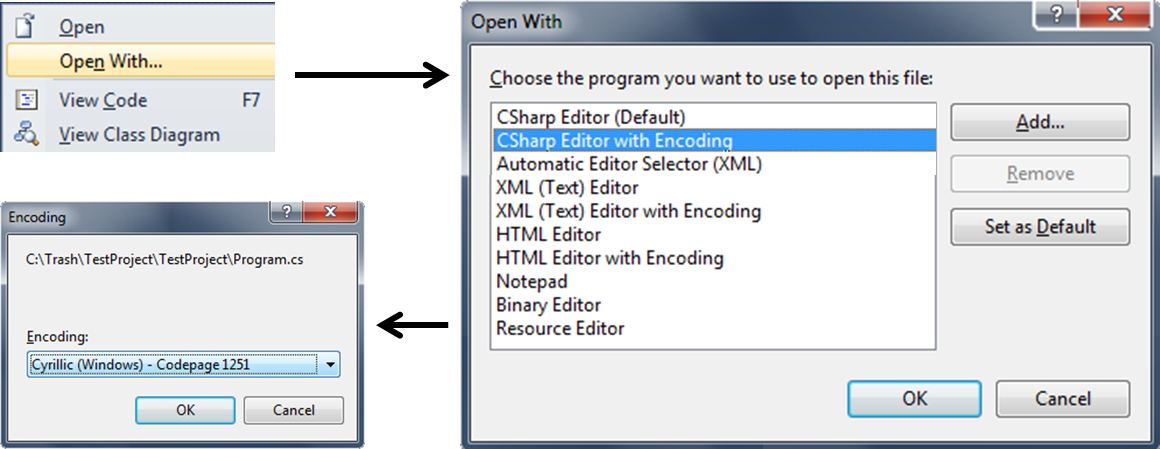 Open
Open With...
View Code F7
View Class Diagram
Open With
?
Choose the program you want to use to open this file:
CSharp Editor (Default)
CSharp Editor with Encoding
Automatic Editor Selector (XML)
XML (Text) Editor
XML (Text) Editor with Encoding
HTML Editor
HTML Editor with Encoding
Notepad
Binary Editor
Resource Editor
Add...
Remove
Set as Default
OK
Cancel
Encoding
?
C:\Trash\TestProject\TestProject\Program.cs
Encoding:
Cyrillic (Windows) - Codepage 1251
OK
Cancel